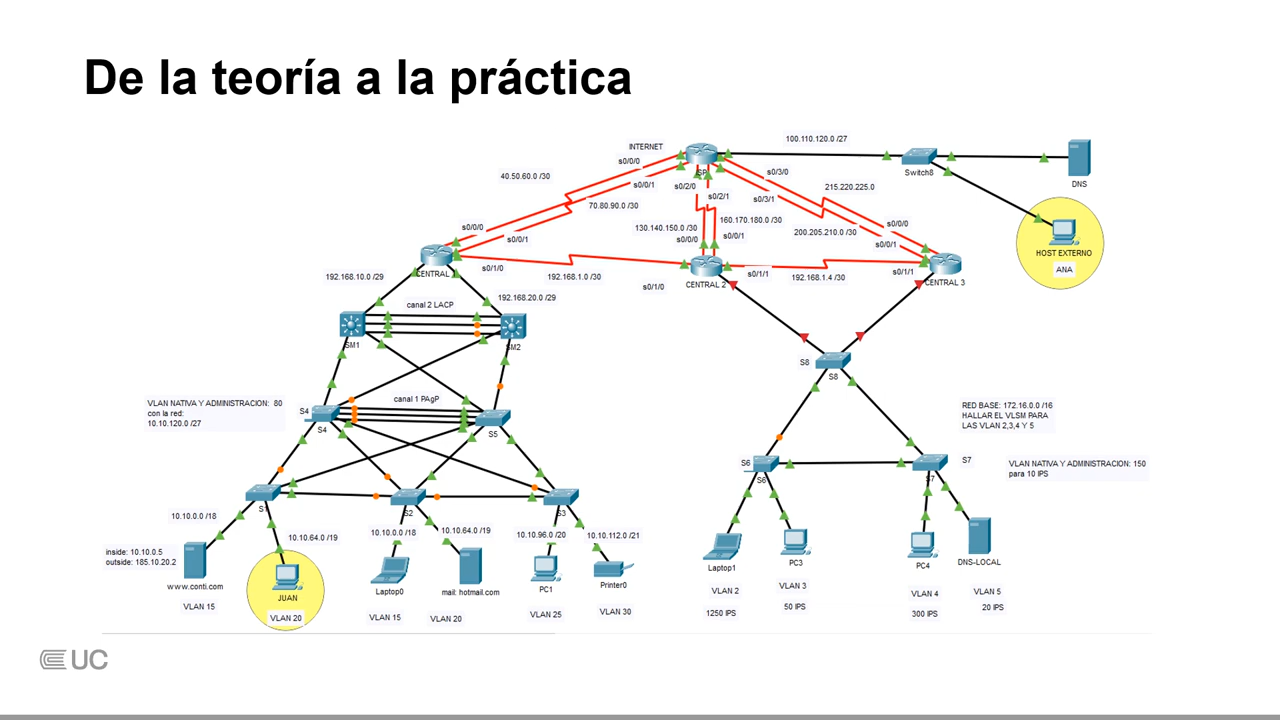 De la teoría a la práctica
INTERNET
100.110.120.0 /27
s0/0/0
40.50.60.0 /30
s0/0/1
s0/2/0
s0/2/1
s0/3/0
s0/3/1
Switch8
DNS
215.220.225.0
70.80.90.0 /30
160.170.180.0 /30
130.140.150.0 /30
200.205.210.0 /30
s0/0/0
s0/0/1
s0/0/0
s0/0/1
s0/0/0
s0/0/1
HOST EXTERNO
ANA
CENTRAL
s0/1/0
192.168.1.0 /30
s0/1/0
CENTRAL 2
s0/1/1
192.168.1.4 /30
s0/1/1
CENTRAL 3
192.168.10.0 /29
192.168.20.0 /29
canal 2 LACP
SM1
SM2
S8
S8
VLAN NATIVA Y ADMINISTRACION: 80
con la red:
10.10.120.0 /27
canal 1 PAgP
S4
S4
S5
RED BASE: 172.16.0.0 /16
HALLAR EL VLSM PARA
LAS VLAN 2,3,4 Y 5
S6
S6
S7
S7
VLAN NATIVA Y ADMINISTRACION: 150
para 10 IPS
S1
S2
S3
10.10.0.0 /18
10.10.64.0 /19
10.10.0.0 /18
10.10.64.0 /19
10.10.96.0 /20
10.10.112.0 /21
inside: 10.10.0.5
outside: 185.10.20.2
www.conti.com
VLAN 15
JUAN
VLAN 20
Laptop0
VLAN 15
mail: hotmail.com
VLAN 20
PC1
VLAN 25
Printer0
VLAN 30
Laptop1
VLAN 2
1250 IPS
PC3
VLAN 3
50 IPS
PC4
VLAN 4
300 IPS
DNS-LOCAL
VLAN 5
20 IPS
UC